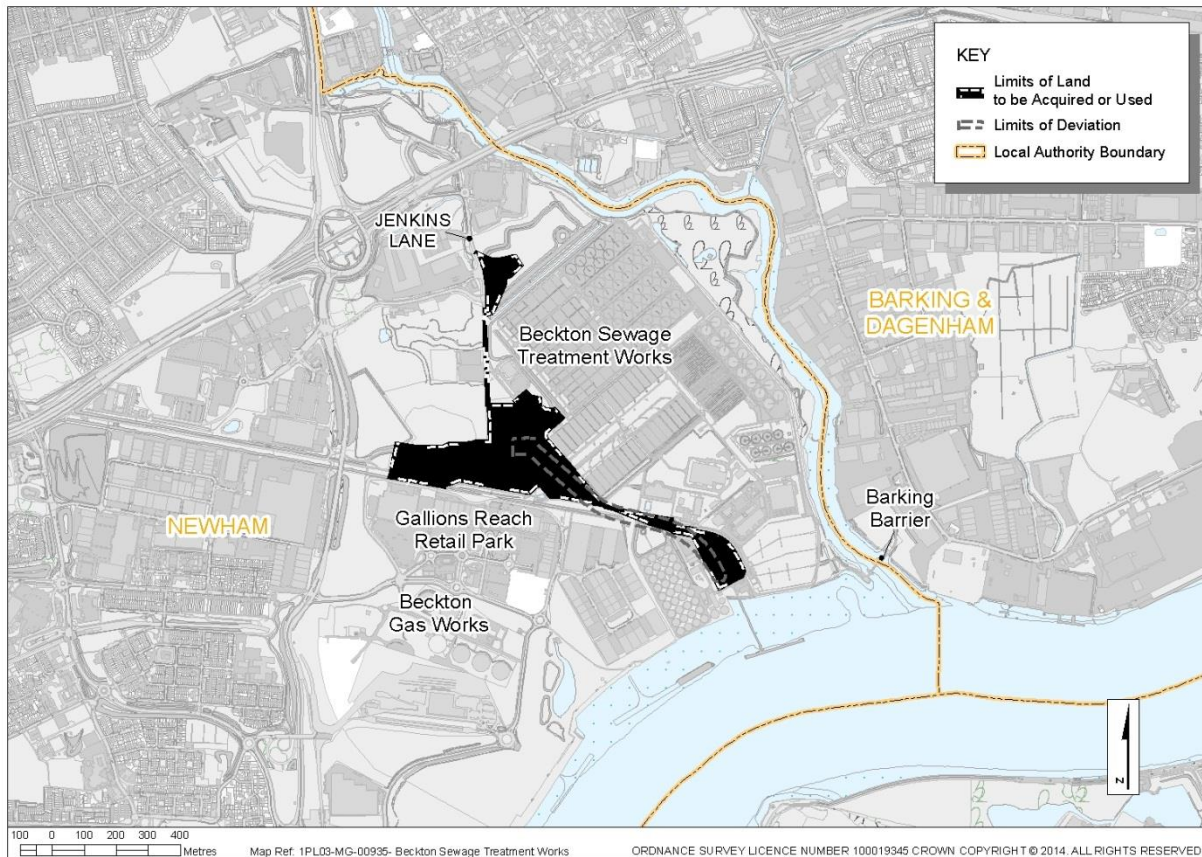 KEY
Limits of Land
to be Acquired or Used
Limits of Deviation
Local Authority Boundary
JENKINS
LANE
Beckton Sewage
Treatment Works
BARKING &
DAGENHAM
NEWHAM
Gallions Reach
Retail Park
Barking
Barrier
Beckton
Gas Works
N
100 0 100 200 300 400
Metres
Map Ref. 1PL03-MG-00935- Beckton Sewage Treatment Works
ORDNANCE SURVEY LICENCE NUMBER 100019345 CROWN COPYRIGHT © 2014. ALL RIGHTS RESERVED